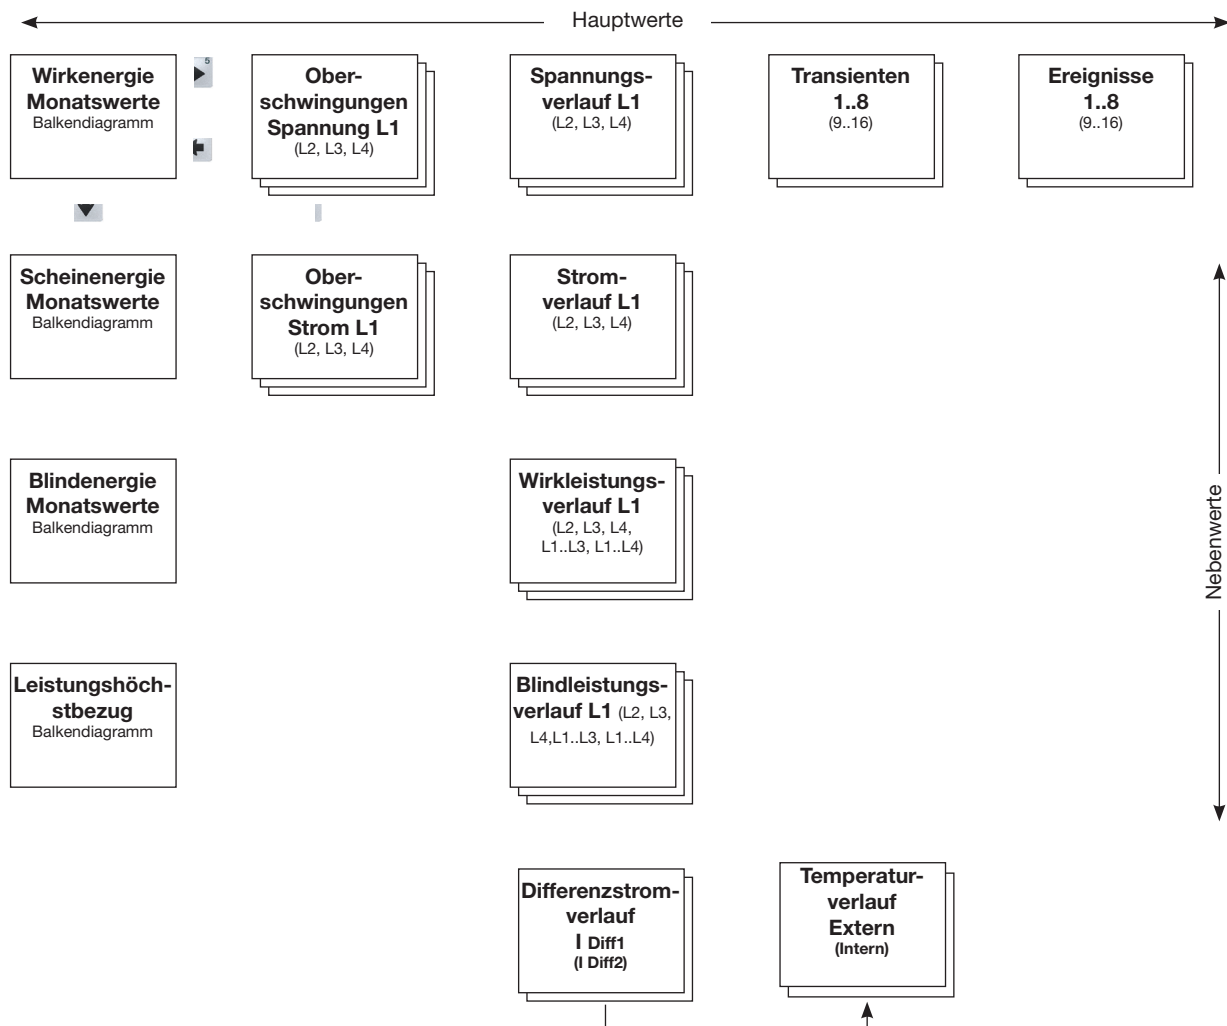 Hauptwerte
Wirkenergie
Monatswerte
Balkendiagramm
5
Ober-
schwingungen
Spannung L1
(L2, L3, L4)
Spannungs-
verlauf L1
(L2, L3, L4)
Transienten
1..8
(9..16)
Ereignisse
1..8
(9..16)
Scheinenergie
Monatswerte
Balkendiagramm
Ober-
schwingungen
Strom L1
(L2, L3, L4)
Strom-
verlauf L1
(L2, L3, L4)
Blindenergie
Monatswerte
Balkendiagramm
Wirkleistungs-
verlauf L1
(L2, L3, L4,
L1..L3, L1..L4)
Nebenwerte
Leistungshöch-
stbezug
Balkendiagramm
Blindleistungs-
verlauf L1 (L2, L3,
L4,L1..L3, L1..L4)
Differenzstrom-
verlauf
I Diff1
(I Diff2)
Temperatur-
verlauf
Extern
(Intern)